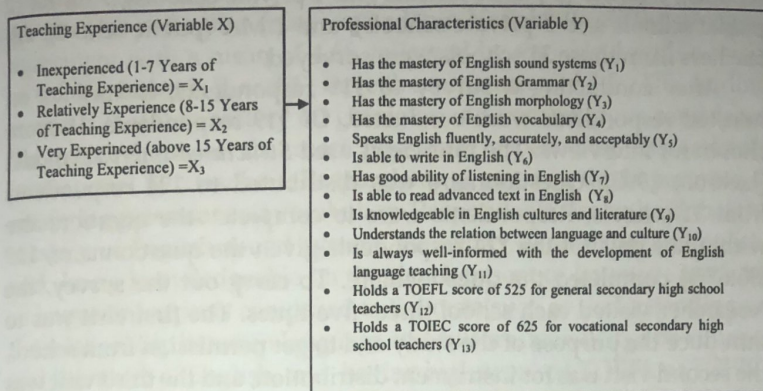 Teaching Experience (Variable X)
• Inexperienced (1-7 Years of
Teaching Experience) = X₁
• Relatively Experience (8-15 Years
of Teaching Experience) = X₂
• Very Experinced (above 15 Years of
Teaching Experience) =X₃
Professional Characteristics (Variable Y)
• Has the mastery of English sound systems (Y₁)
• Has the mastery of English Grammar (Y₂)
• Has the mastery of English morphology (Y₃)
• Has the mastery of English vocabulary (Y₄)
• Speaks English fluently, accurately, and acceptably (Y₅)
• Is able to write in English (Y₆)
• Has good ability of listening in English (Y₇)
• Is able to read advanced text in English (Y₈)
• Is knowledgeable in English cultures and literature (Y₉)
• Understands the relation between language and culture (Y₁₀)
• Is always well-informed with the development of English
language teaching (Y₁₁)
• Holds a TOEFL score of 525 for general secondary high school
teachers (Y₁₂)
• Holds a TOIEC score of 625 for vocational secondary high
school teachers (Y₁₃)